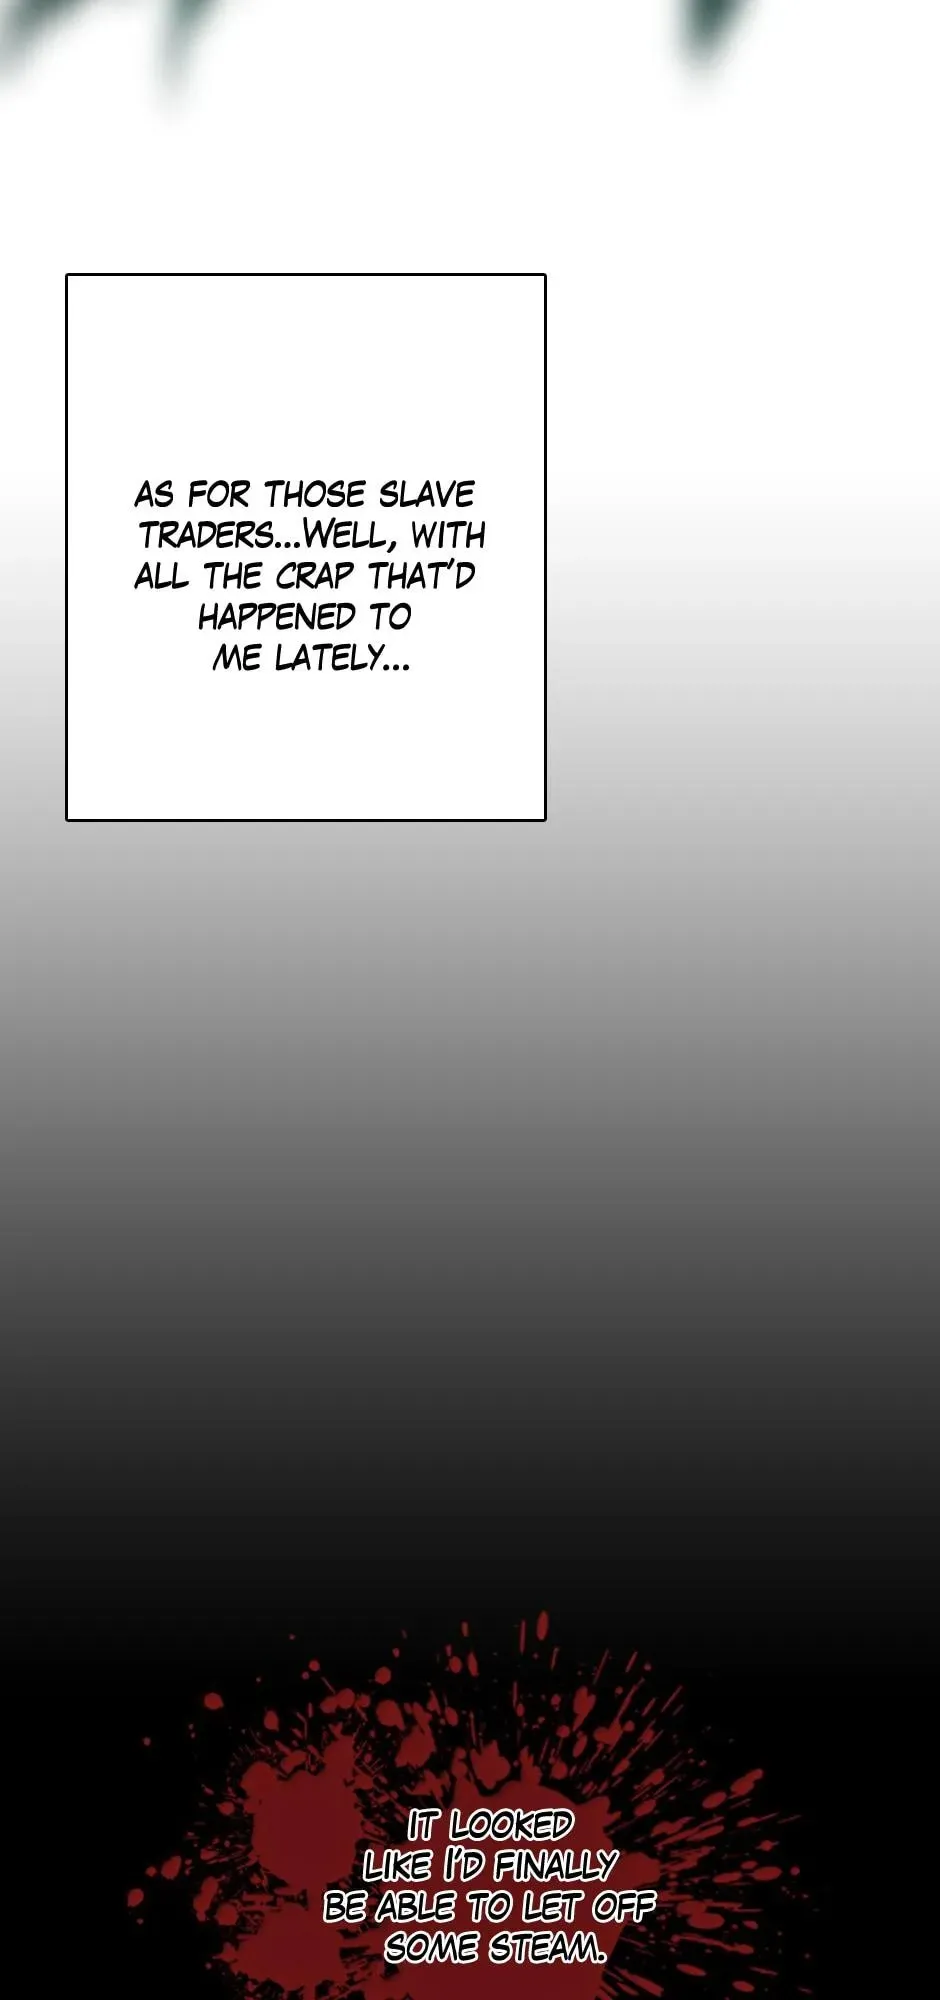 AS FOR THOSE SLAVE
TRADERS...WELL, WITH
ALL THE CRAP THAT'D
HAPPENED TO
ME LATELY...
IT LOOKED
LIKE I'D FINALLY
BE ABLE TO LET OFF
SOME STEAM.